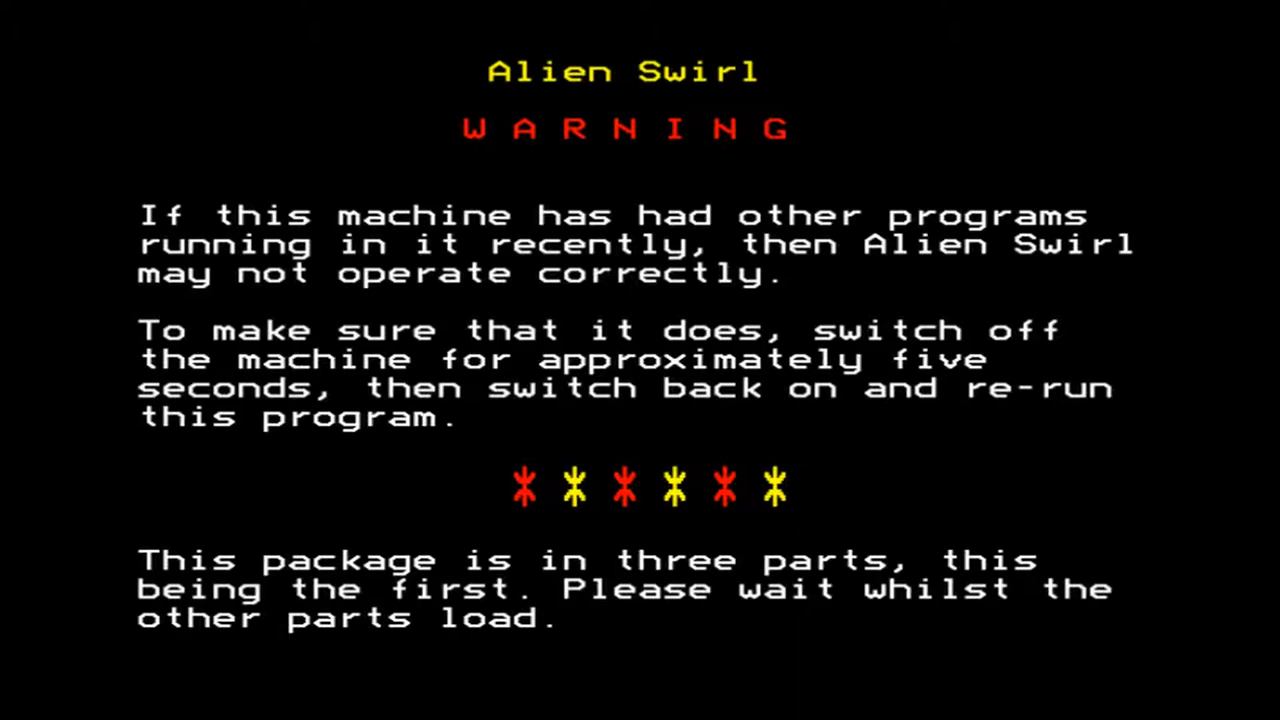 Alien Swirl
W A R N I N G
If this machine has had other programs
running in it recently, then Alien Swirl
may not operate correctly.
To make sure that it does, switch off
the machine for approximately five
seconds, then switch back on and re-run
this program.
* * * * * *
This package is in three parts, this
being the first. Please wait whilst the
other parts load.